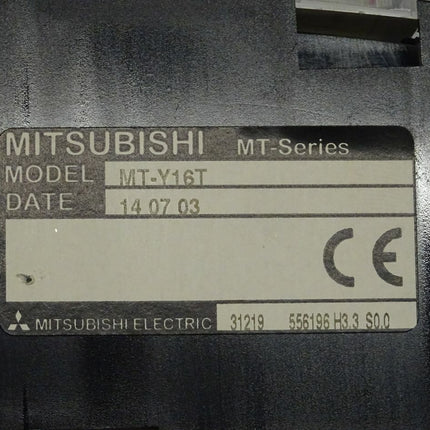 MITSUBISHI MT-Series
MODEL MT-Y16T
DATE 14 07 03
CE
MITSUBISHI ELECTRIC 31219 556196 H3.3 S0.0